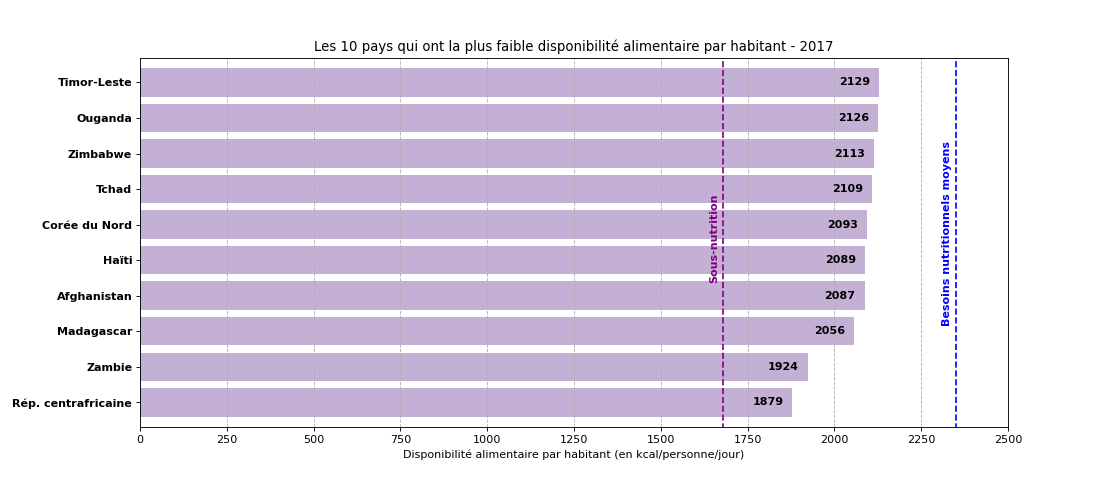 Les 10 pays qui ont la plus faible disponibilité alimentaire par habitant - 2017
Timor-Leste 2129
Ouganda 2126
Zimbabwe 2113
Tchad 2109
Corée du Nord 2093
Haïti 2089
Afghanistan 2087
Madagascar 2056
Zambie 1924
Rép. centrafricaine 1879
Sous-nutrition
Besoins nutritionnels moyens
0 250 500 750 1000 1250 1500 1750 2000 2250 2500
Disponibilité alimentaire par habitant (en kcal/personne/jour)